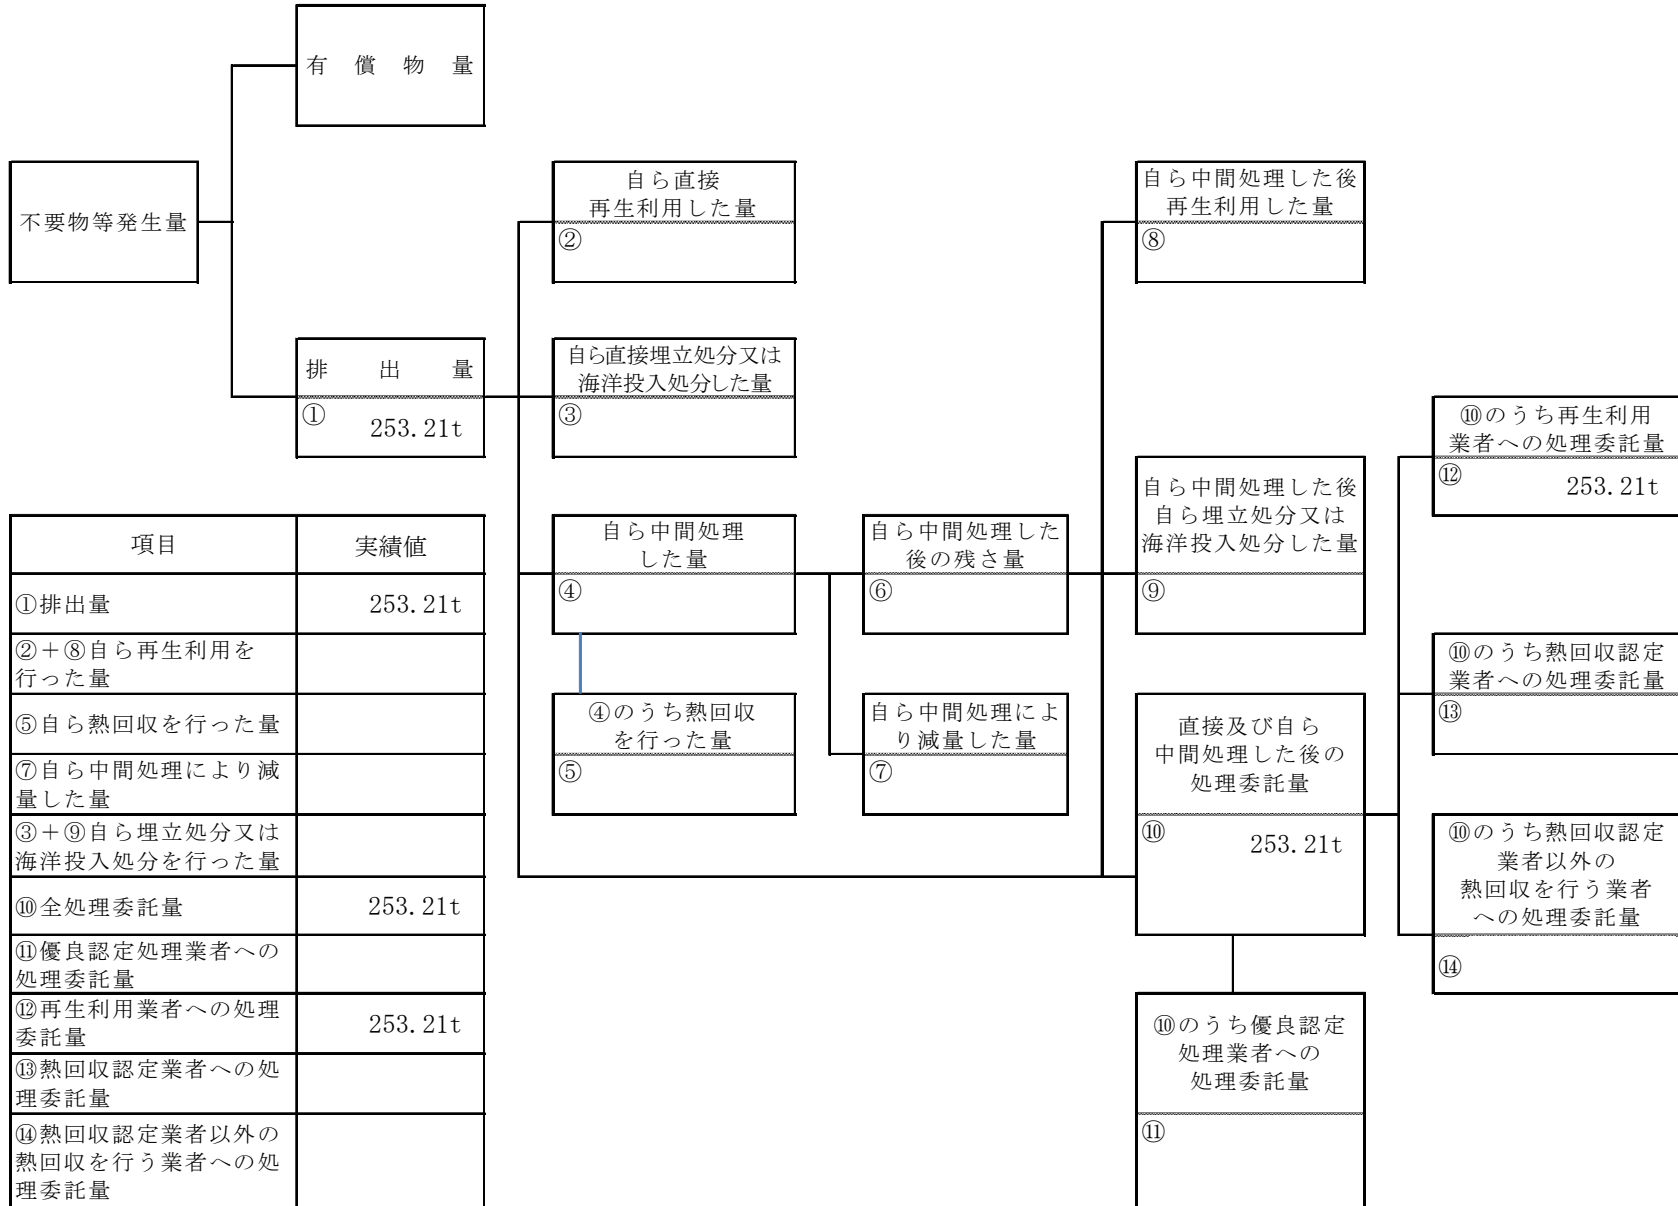 有償物量
不要物等発生量
排出量
①
253.21t
自ら直接
再生利用した量
②
自ら直接埋立処分又は
海洋投入処分した量
③
自ら中間処理
した量
④
④のうち熱回収
を行った量
⑤
自ら中間処理した
後の残さ量
⑥
自ら中間処理によ
り減量した量
⑦
自ら中間処理した後
再生利用した量
⑧
自ら中間処理した後
自ら埋立処分又は
海洋投入処分した量
⑨
直接及び自ら
中間処理した後の
処理委託量
⑩
253.21t
⑩のうち優良認定
処理業者への
処理委託量
⑪
⑩のうち再生利用
業者への処理委託量
⑫
253.21t
⑩のうち熱回収認定
業者への処理委託量
⑬
⑩のうち熱回収認定
業者以外の
熱回収を行う業者
への処理委託量
⑭
項目 実績値
①排出量 253.21t
②+⑧自ら再生利用を
行った量
⑤自ら熱回収を行った量
⑦自ら中間処理により減
量した量
③+⑨自ら埋立処分又は
海洋投入処分を行った量
⑩全処理委託量 253.21t
⑪優良認定処理業者への
処理委託量
⑫再生利用業者への処理
委託量 253.21t
⑬熱回収認定業者への処
理委託量
⑭熱回収認定業者以外の
熱回収を行う業者への処
理委託量